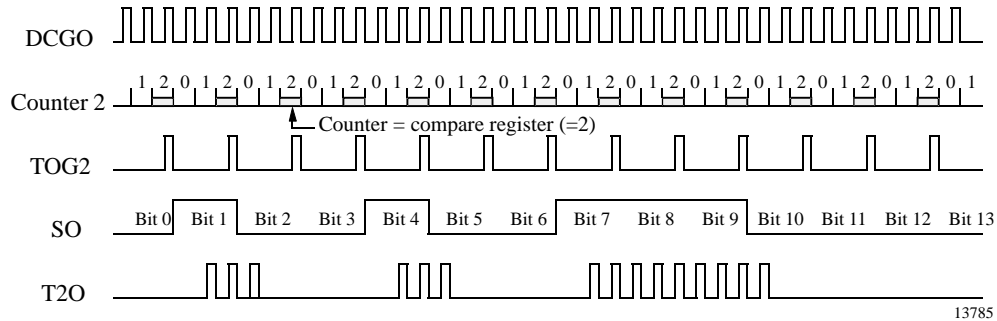 DCGO
1 2 0 1 2 0 1 2 0 1 2 0 1 2 0 1 2 0 1 2 0 1 2 0 1 2 0 1 2 0 1 2 0 1 2 0 1 2 0 1
Counter 2
Counter = compare register (=2)
TOG2
Bit 0 Bit 1 Bit 2 Bit 3 Bit 4 Bit 5 Bit 6 Bit 7 Bit 8 Bit 9 Bit 10 Bit 11 Bit 12 Bit 13
SO
T2O
13785